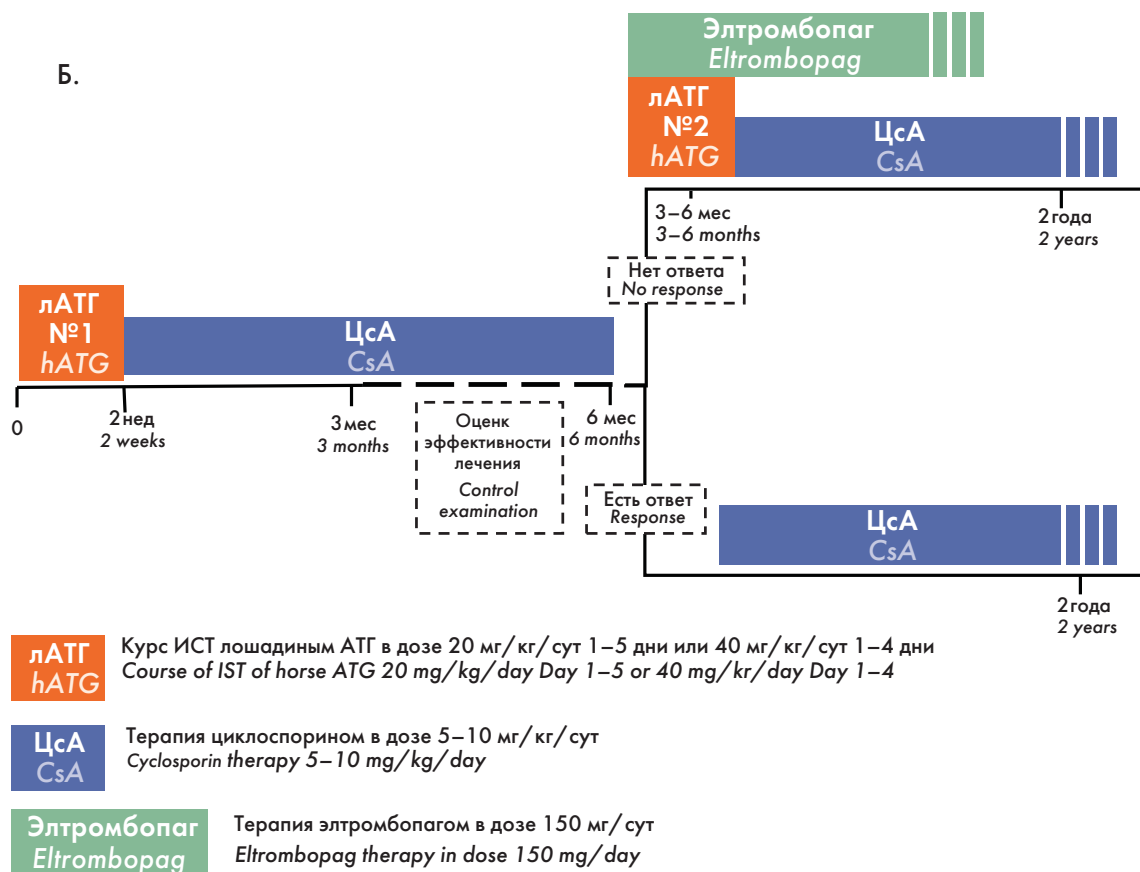 Б.
Элтромбопаг
Eltrombopag
лАТГ
№2
hATG
ЦсА
CsA
3–6 мес
3–6 months
2 года
2 years
Нет ответа
No response
лАТГ
№1
hATG
ЦсА
CsA
0
2 нед
2 weeks
3 мес
3 months
Оценк
эффективности
лечения
Control
examination
6 мес
6 months
Есть ответ
Response
ЦсА
CsA
2 года
2 years
лАТГ
hATG
Курс ИСТ лошадиным АТГ в дозе 20 мг/кг/сут 1–5 дни или 40 мг/кг/сут 1–4 дни
Course of IST of horse ATG 20 mg/kg/day Day 1–5 or 40 mg/kr/day Day 1–4
ЦсА
CsA
Терапия циклоспорином в дозе 5–10 мг/кг/сут
Cyclosporin therapy 5–10 mg/kg/day
Элтромбопаг
Eltrombopag
Терапия элтромбопагом в дозе 150 мг/сут
Eltrombopag therapy in dose 150 mg/day